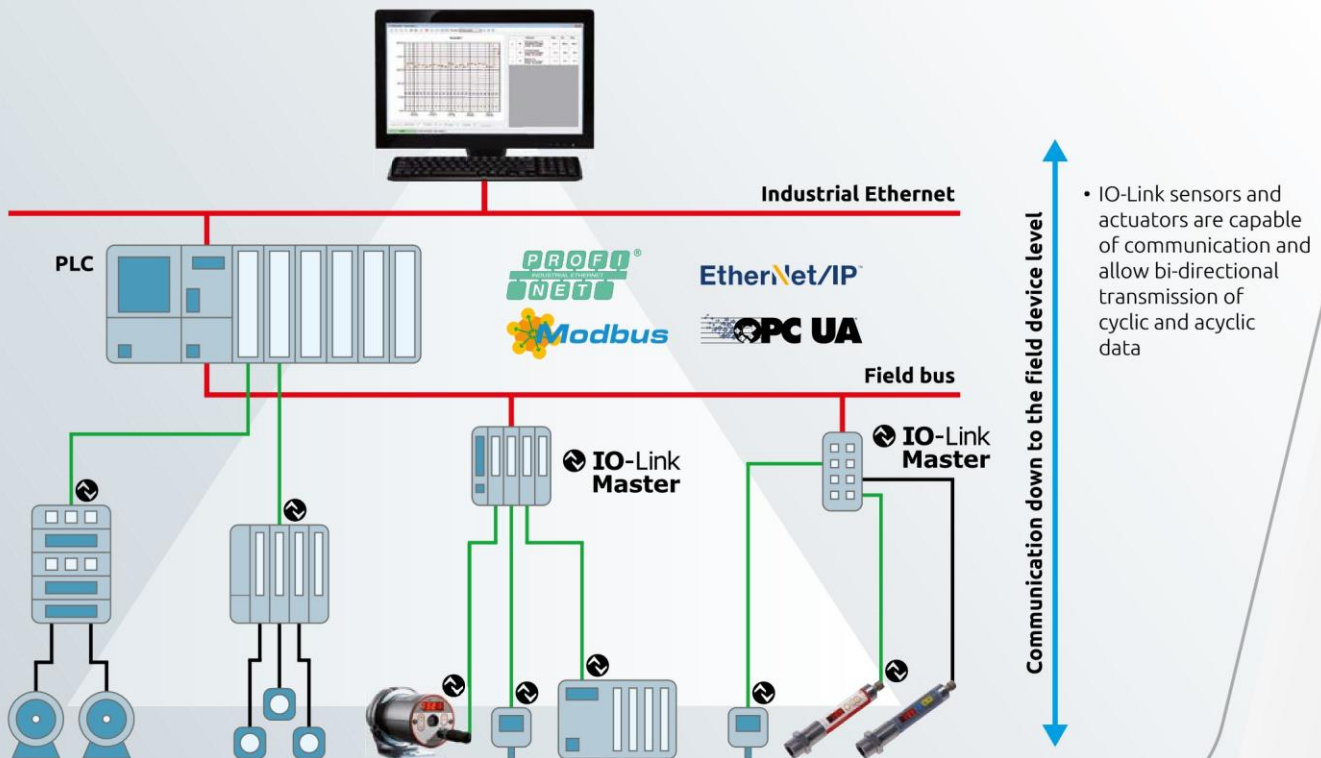 Industrial Ethernet
PLC
PROFI®
INDUSTRIAL ETHERNET
NET
EtherNet/IP™
Modbus
OPC UA
Field bus
IO-Link
Master
IO-Link
Master
Communication down to the field device level
• IO-Link sensors and
actuators are capable
of communication and
allow bi-directional
transmission of
cyclic and acyclic
data